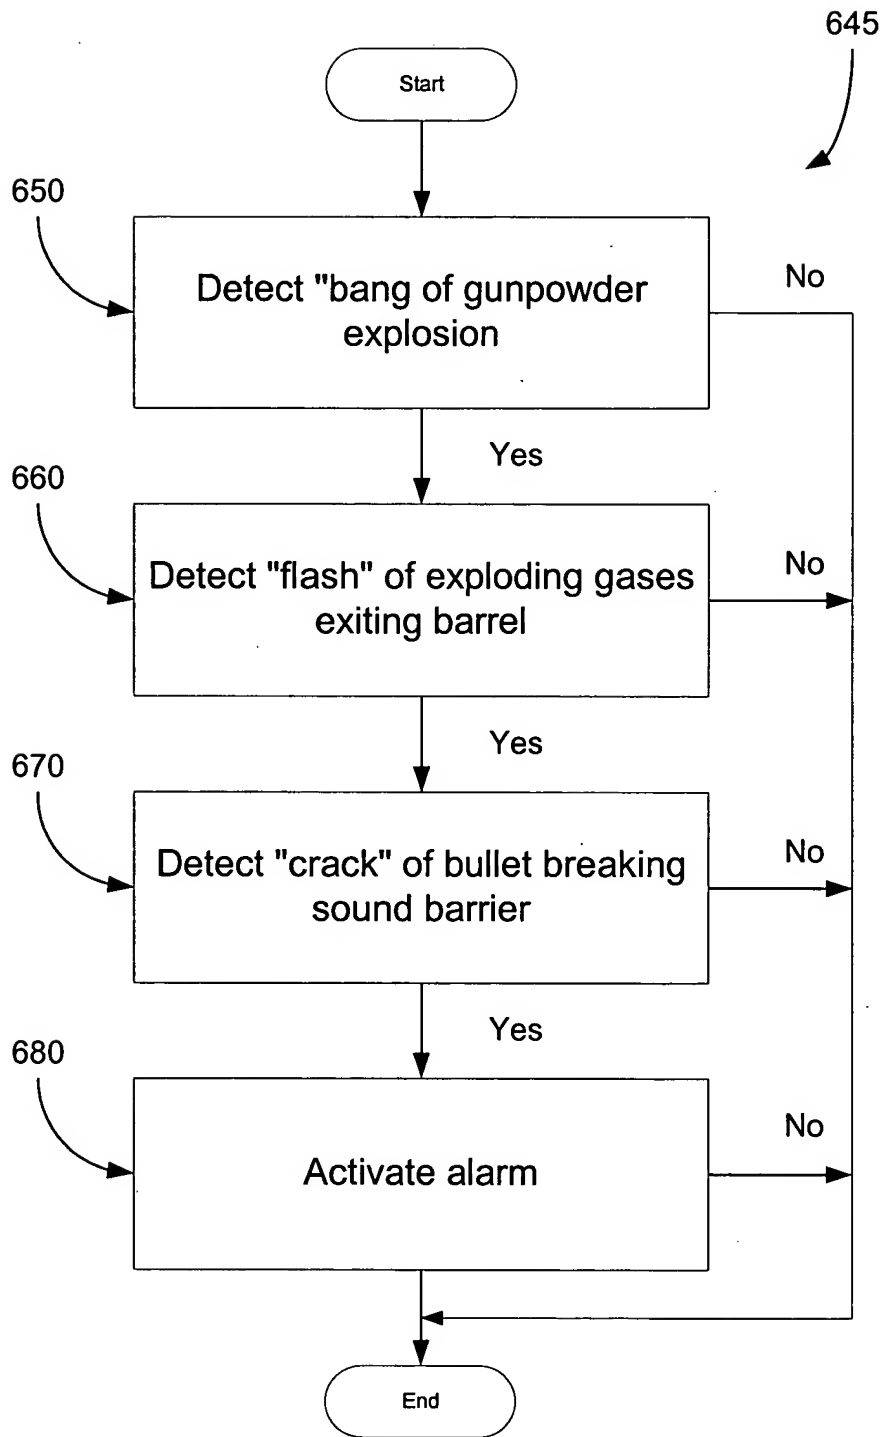 645
Start
650
Detect "bang of gunpowder
explosion
No
Yes
660
Detect "flash" of exploding gases
exiting barrel
No
Yes
670
Detect "crack" of bullet breaking
sound barrier
No
Yes
680
Activate alarm
No
End